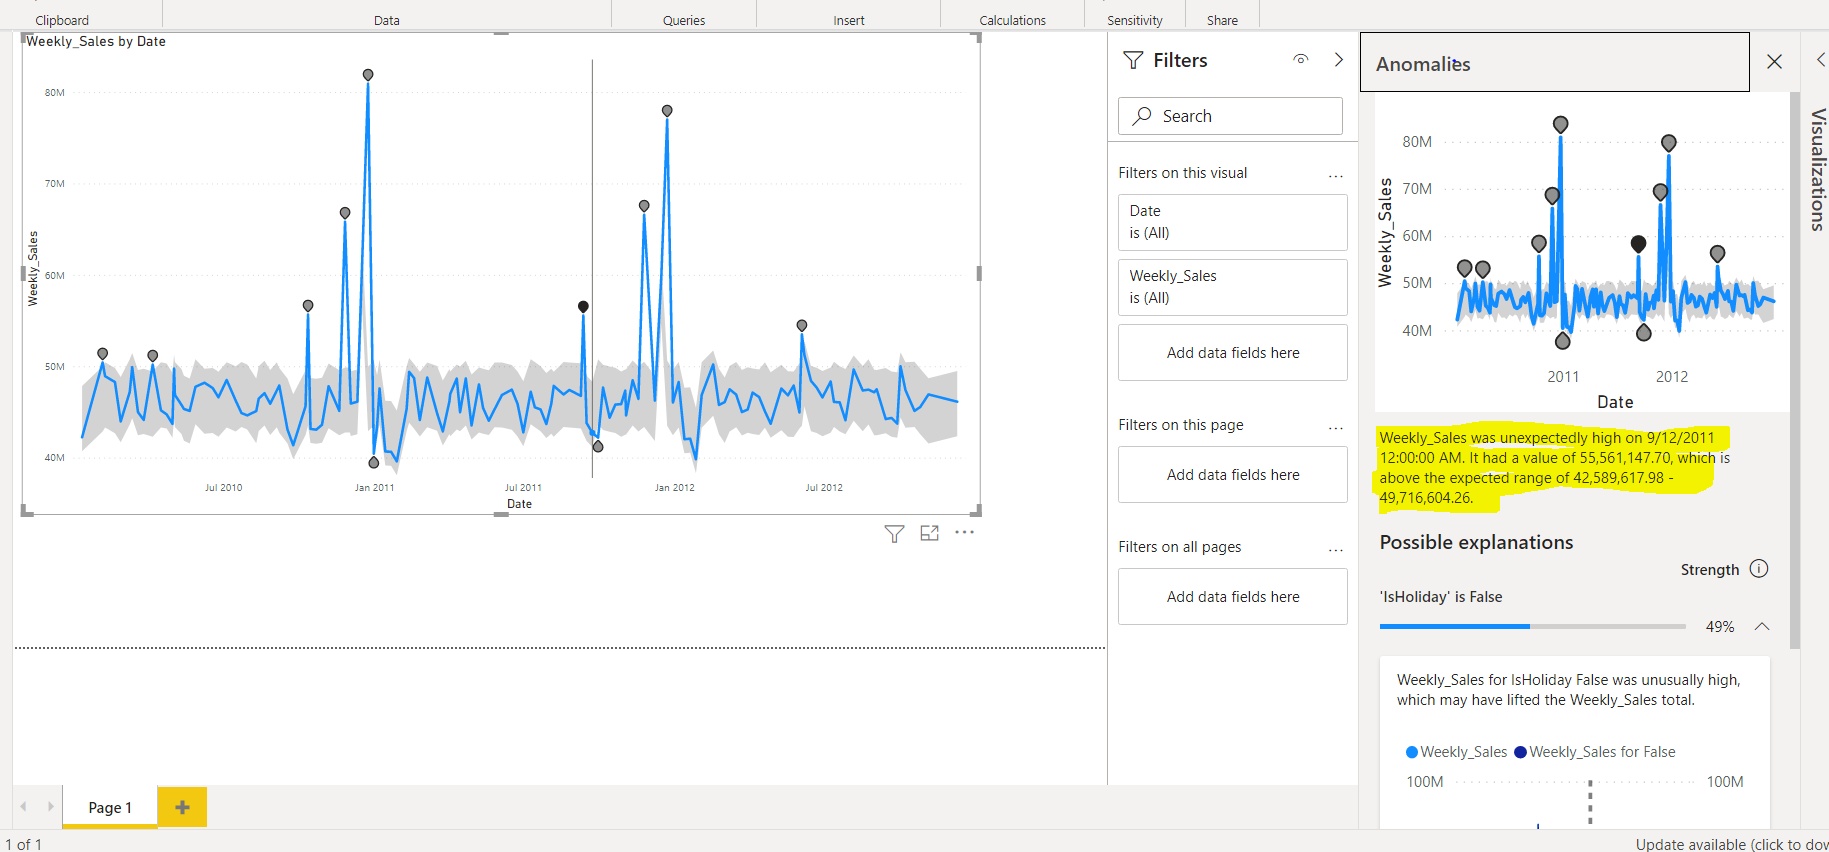 Clipboard
Data
Queries
Insert
Calculations
Sensitivity
Share
Weekly_Sales by Date
80M
70M
60M
50M
40M
Weekly_Sales
Jul 2010
Jan 2011
Jul 2011
Jan 2012
Jul 2012
Date
Filters
Search
Filters on this visual
...
Date
is (All)
Weekly_Sales
is (All)
Add data fields here
Filters on this page
...
Add data fields here
Filters on all pages
...
Add data fields here
Anomalies
80M
70M
60M
50M
40M
Weekly_Sales
2011
2012
Date
Weekly_Sales was unexpectedly high on 9/12/2011
12:00:00 AM. It had a value of 55,561,147.70, which is
above the expected range of 42,589,617.98 -
49,716,604.26.
Possible explanations
Strength
'IsHoliday' is False
49%
Weekly_Sales for IsHoliday False was unusually high,
which may have lifted the Weekly_Sales total.
Weekly_Sales
Weekly_Sales for False
100M
100M
Visualizations
Page 1
1 of 1
Update available (click to dow